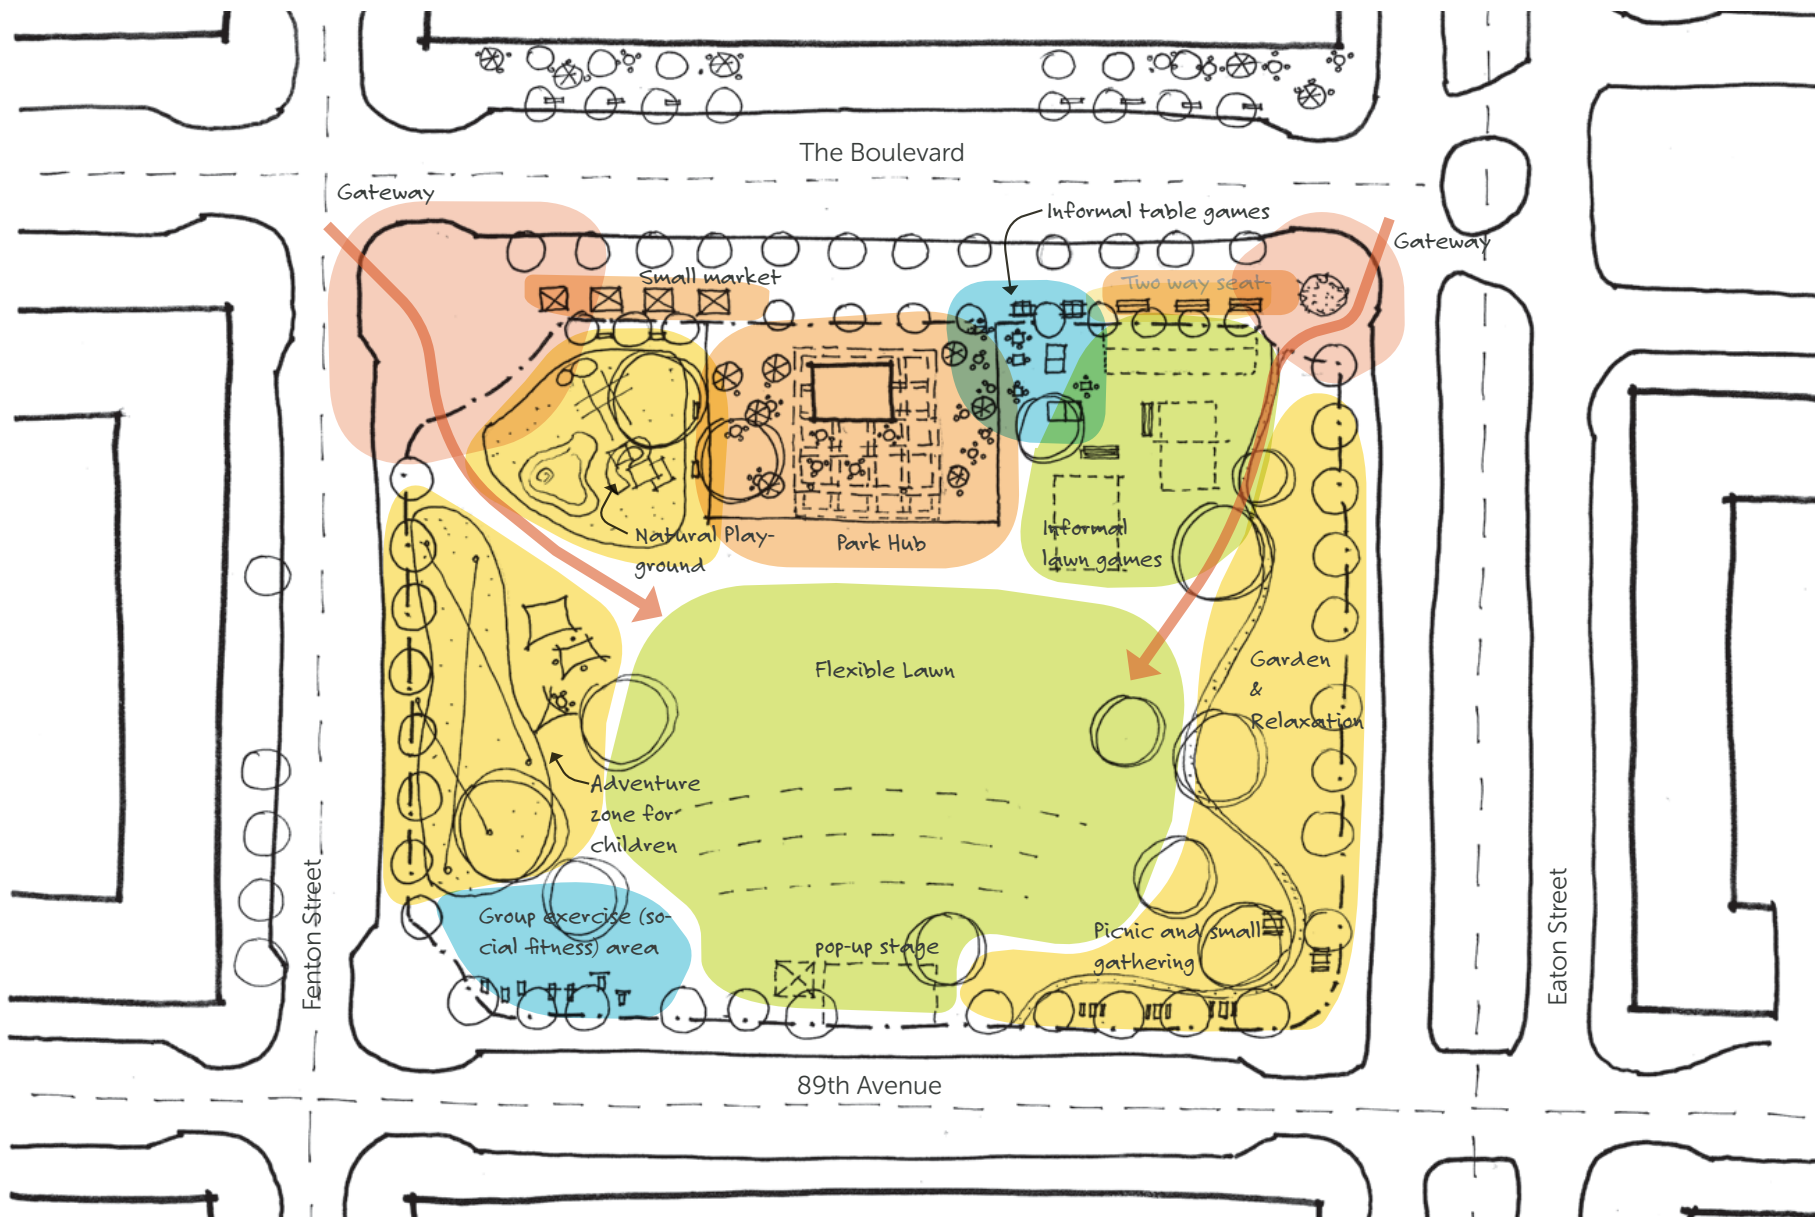 The Boulevard
Gateway
Informal table games
Gateway
Small market
Two way seat-
Natural Play-
ground
Park Hub
Informal
lawn games
Flexible Lawn
Garden
&
Relaxation
Adventure
zone for
children
Group exercise (so-
cial fitness) area
pop-up stage
Picnic and small
gathering
Fenton Street
Eaton Street
89th Avenue